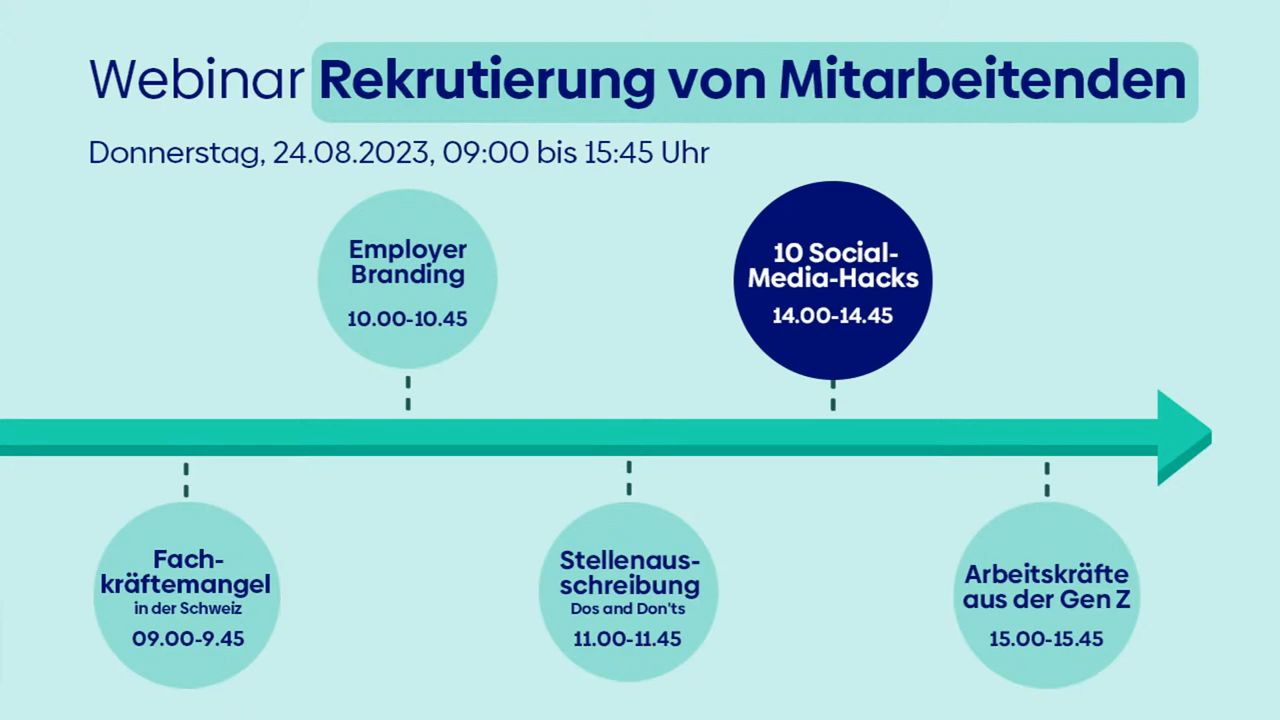 Webinar Rekrutierung von Mitarbeitenden
Donnerstag, 24.08.2023, 09:00 bis 15:45 Uhr
Employer
Branding
10.00-10.45
10 Social-
Media-Hacks
14.00-14.45
Fach-
kräftemangel
in der Schweiz
09.00-9.45
Stellenaus-
schreibung
Dos and Don'ts
11.00-11.45
Arbeitskräfte
aus der Gen Z
15.00-15.45